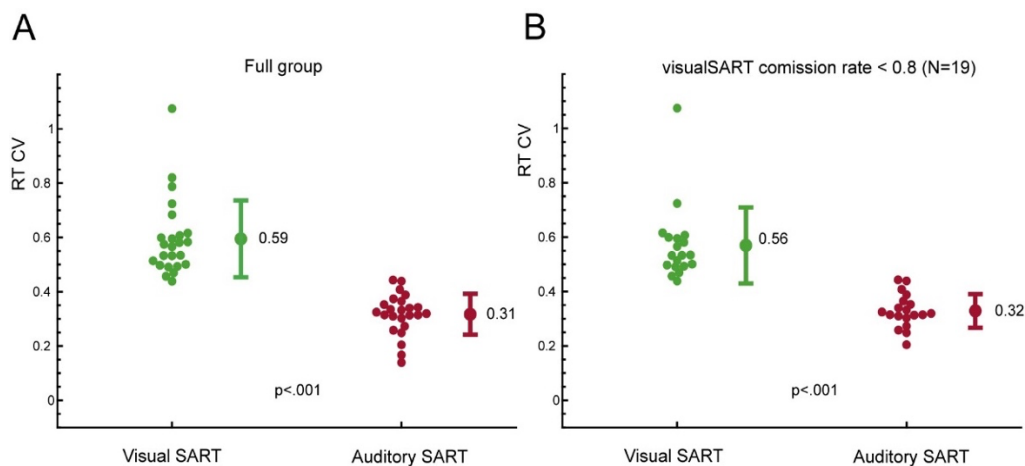 A
Full group
RT CV
1
0.8
0.6
0.4
0.2
0
0.59
0.31
p<.001
Visual SART
Auditory SART
B
visualSART comission rate < 0.8 (N=19)
RT CV
1
0.8
0.6
0.4
0.2
0
0.56
0.32
p<.001
Visual SART
Auditory SART